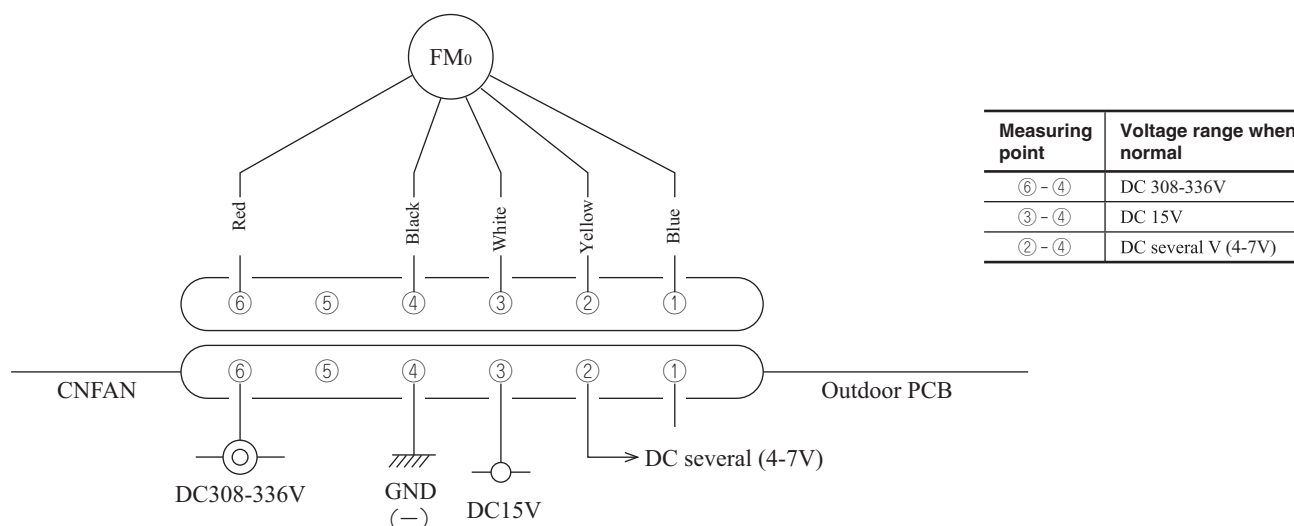 FM0
Red
Black
White
Yellow
Blue
⑥ ⑤ ④ ③ ② ①
⑥ ⑤ ④ ③ ② ①
CNFAN
Outdoor PCB
DC308-336V
GND
(−)
DC15V
DC several (4-7V)
Measuring point
Voltage range when normal
⑥ - ④ DC 308-336V
③ - ④ DC 15V
② - ④ DC several V (4-7V)